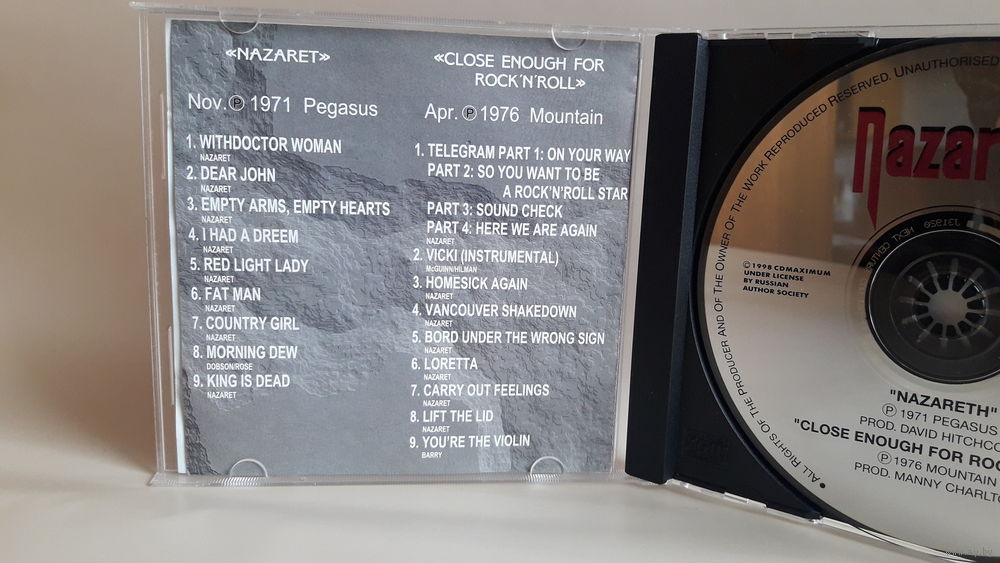 «NAZARET»
Nov. Ⓟ 1971 Pegasus
1. WITHDOCTOR WOMAN
NAZARET
2. DEAR JOHN
NAZARET
3. EMPTY ARMS, EMPTY HEARTS
NAZARET
4. I HAD A DREEM
NAZARET
5. RED LIGHT LADY
NAZARET
6. FAT MAN
NAZARET
7. COUNTRY GIRL
NAZARET
8. MORNING DEW
DOBSON/ROSE
9. KING IS DEAD
NAZARET
«CLOSE ENOUGH FOR
ROCK'N'ROLL»
Apr. Ⓟ 1976 Mountain
1. TELEGRAM PART 1: ON YOUR WAY
PART 2: SO YOU WANT TO BE
A ROCK'N'ROLL STAR
PART 3: SOUND CHECK
PART 4: HERE WE ARE AGAIN
NAZARET
2. VICKI (INSTRUMENTAL)
McGUINN/HILMAN
3. HOMESICK AGAIN
NAZARET
4. VANCOUVER SHAKEDOWN
NAZARET
5. BORD UNDER THE WRONG SIGN
NAZARET
6. LORETTA
NAZARET
7. CARRY OUT FEELINGS
NAZARET
8. LIFT THE LID
NAZARET
9. YOU'RE THE VIOLIN
BARRY
●ALL RIGHTS OF THE PRODUCER AND OF THE OWNER OF THE WORK REPRODUCED RESERVED. UNAUTHORISED
Nazar
© 1998 CDMAXIMUM
UNDER LICENSE
BY RUSSIAN
AUTHOR SOCIETY
"NAZARETH"
Ⓟ 1971 PEGASUS
PROD. DAVID HITCHCO
"CLOSE ENOUGH FOR ROC
Ⓟ 1976 MOUNTAIN
PROD. MANNY CHARLT